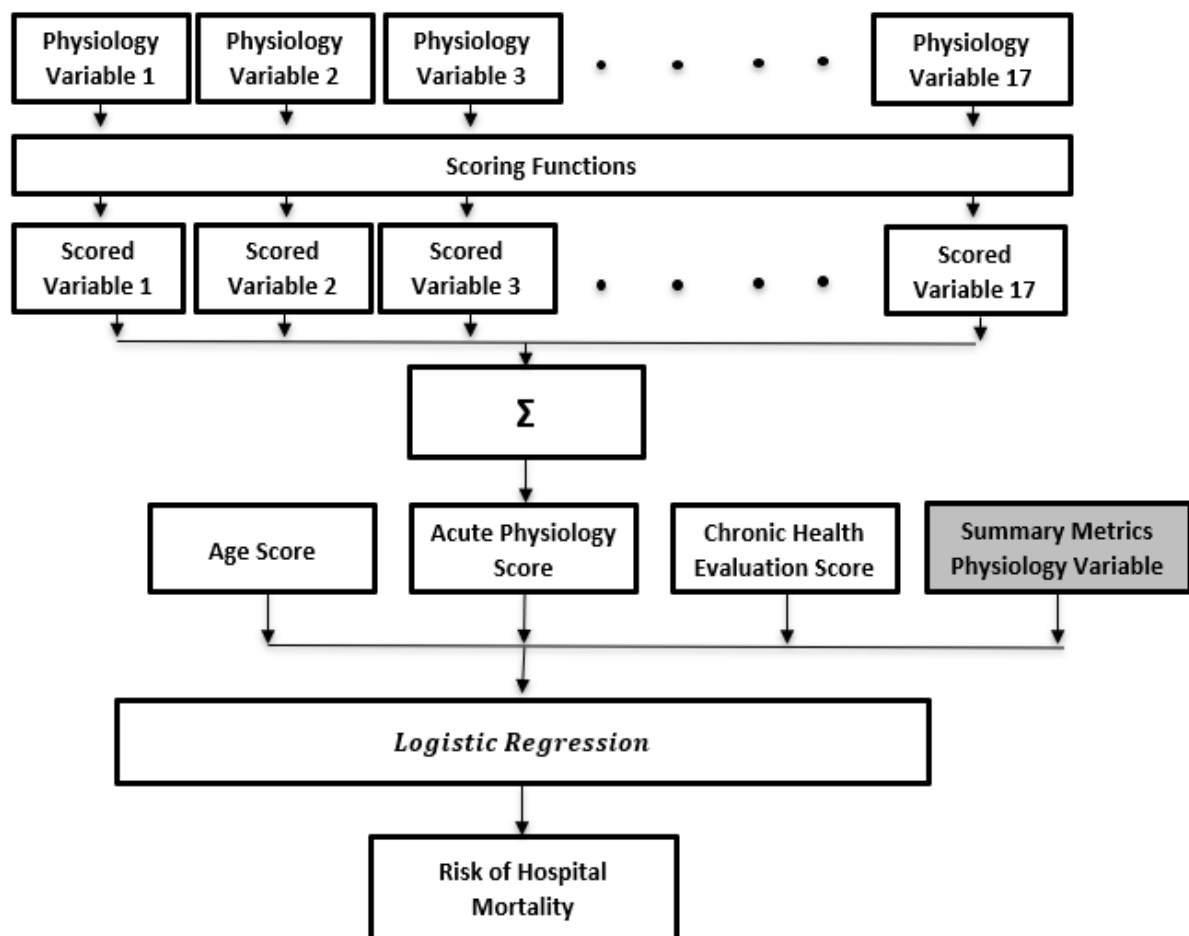 Physiology
Variable 1
Physiology
Variable 2
Physiology
Variable 3
Physiology
Variable 17
Scoring Functions
Scored
Variable 1
Scored
Variable 2
Scored
Variable 3
Scored
Variable 17
Σ
Age Score
Acute Physiology
Score
Chronic Health
Evaluation Score
Summary Metrics
Physiology Variable
Logistic Regression
Risk of Hospital
Mortality